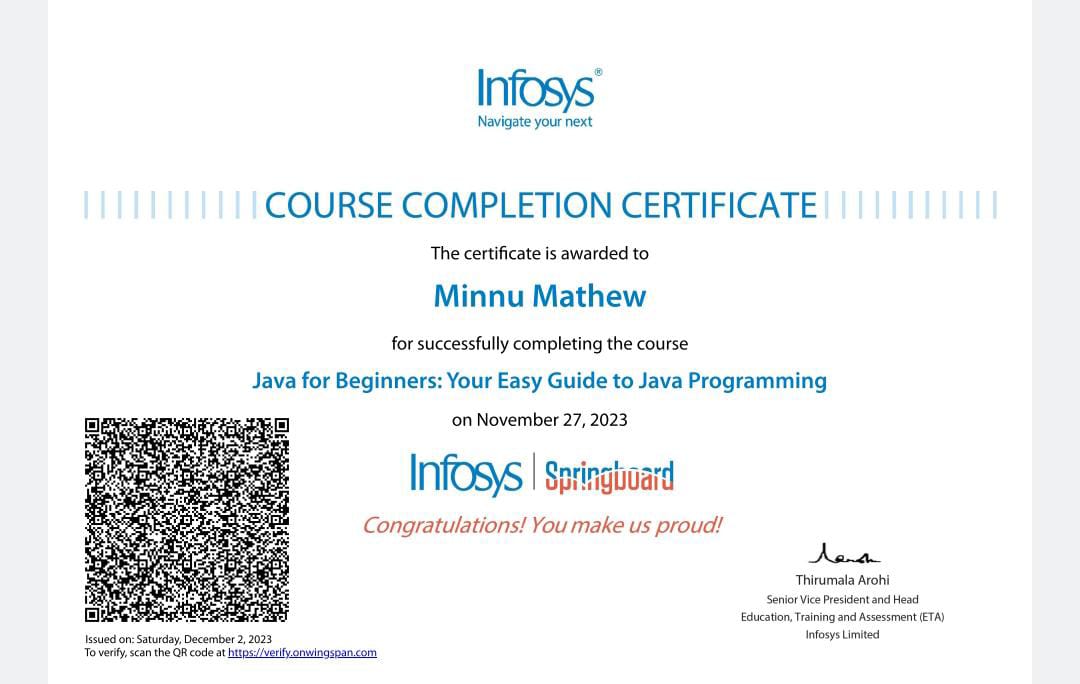 Infosys®
Navigate your next
COURSE COMPLETION CERTIFICATE
The certificate is awarded to
Minnu Mathew
for successfully completing the course
Java for Beginners: Your Easy Guide to Java Programming
on November 27, 2023
Infosys | Springboard
Congratulations! You make us proud!
Thirumala Arohi
Senior Vice President and Head
Education, Training and Assessment (ETA)
Infosys Limited
Issued on: Saturday, December 2, 2023
To verify, scan the QR code at https://verify.onwingspan.com